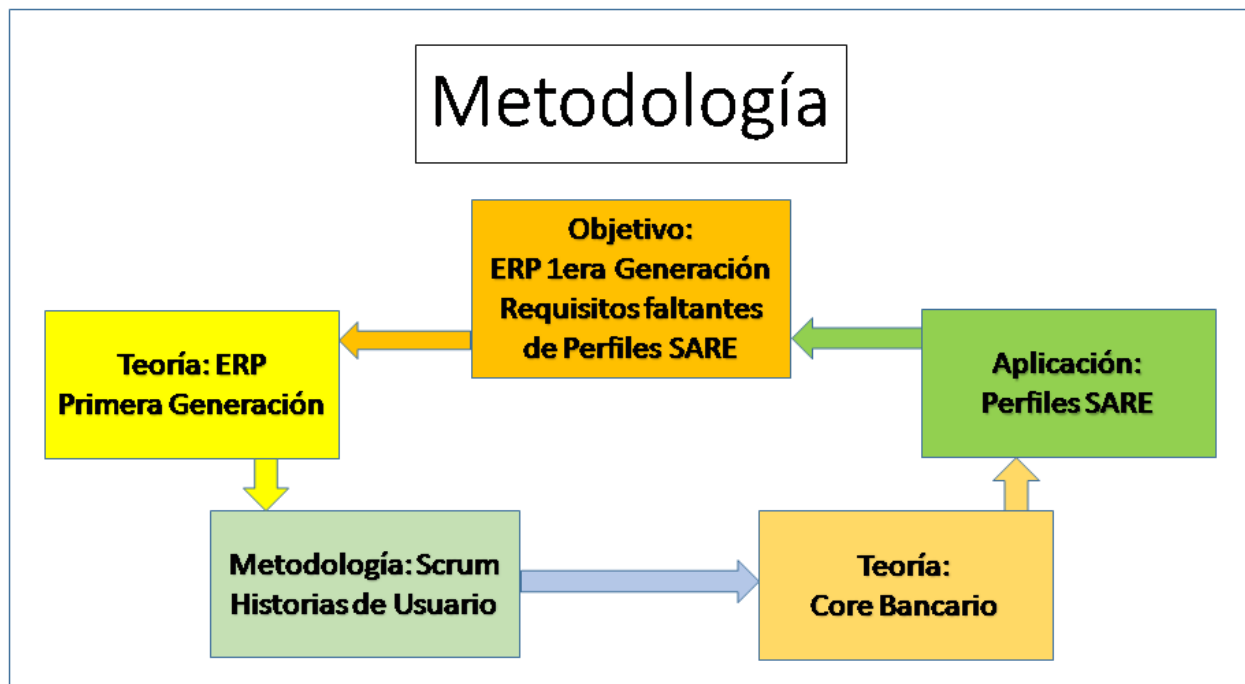 Metodología
Objetivo:
ERP 1era Generación
Requisitos faltantes
de Perfiles SARE
Teoría: ERP
Primera Generación
Aplicación:
Perfiles SARE
Metodología: Scrum
Historias de Usuario
Teoría:
Core Bancario